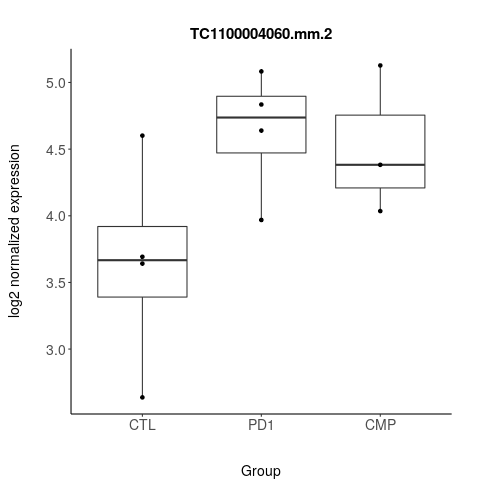 TC1100004060.mm.2
log2 normalized expression
5.0
4.5
4.0
3.5
3.0
CTL PD1 CMP
Group